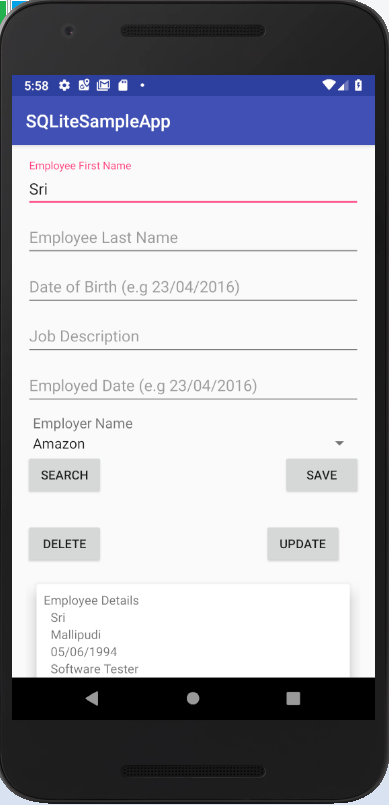 5:58
SQLiteSampleApp
Employee First Name
Sri
Employee Last Name
Date of Birth (e.g 23/04/2016)
Job Description
Employed Date (e.g 23/04/2016)
Employer Name
Amazon
SEARCH SAVE
DELETE UPDATE
Employee Details
Sri
Mallipudi
05/06/1994
Software Tester